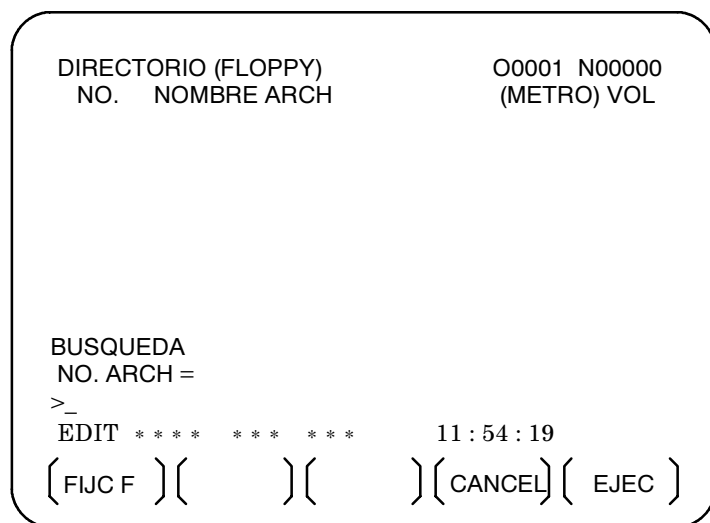 DIRECTORIO (FLOPPY) O0001 N00000
NO. NOMBRE ARCH (METRO) VOL
BUSQUEDA
NO. ARCH =
>_
EDIT * * * * * * * * * * 11 : 54 : 19
[ FIJC F ] [ ] [ ] [ CANCEL ] [ EJEC ]